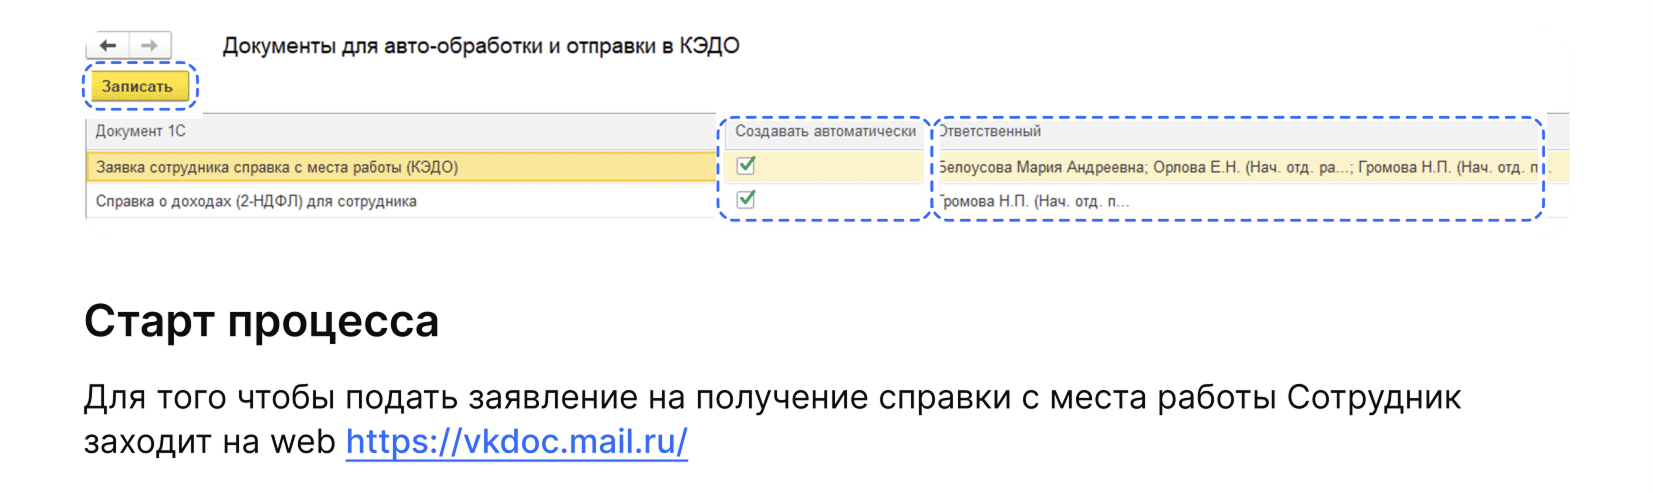 Документы для авто-обработки и отправки в КЭДО
Записать
Документ 1С Создавать автоматически Ответственный
Заявка сотрудника справка с места работы (КЭДО) Белоусова Мария Андреевна; Орлова Е.Н. (Нач. отд. ра...; Громова Н.П. (Нач. отд. п...
Справка о доходах (2-НДФЛ) для сотрудника Громова Н.П. (Нач. отд. п...
Старт процесса
Для того чтобы подать заявление на получение справки с места работы Сотрудник
заходит на web https://vkdoc.mail.ru/